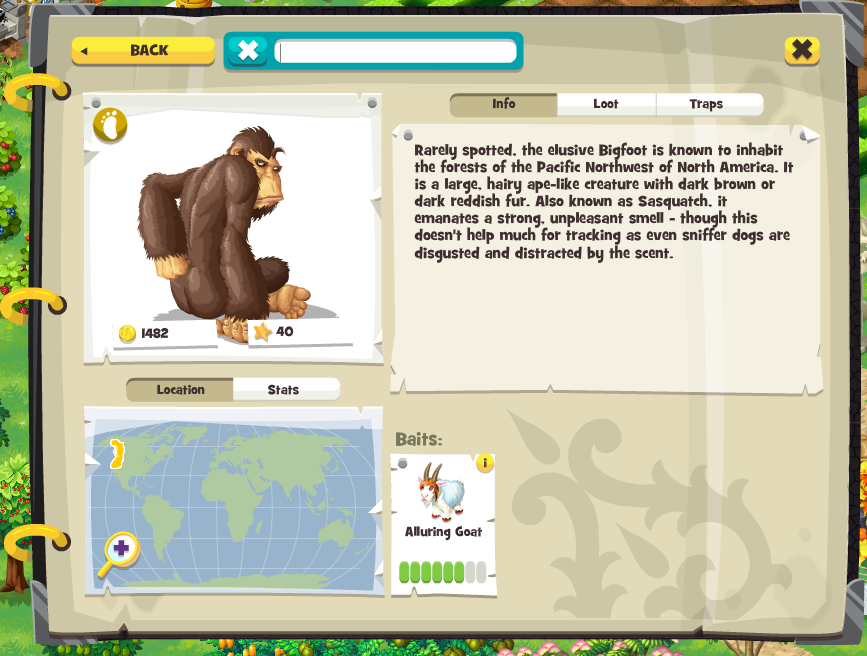 BACK
Info
Loot
Traps
Rarely spotted, the elusive Bigfoot is known to inhabit
the forests of the Pacific Northwest of North America. It
is a large, hairy ape-like creature with dark brown or
dark reddish fur. Also known as Sasquatch, it
emanates a strong, unpleasant smell - though this
doesn't help much for tracking as even sniffer dogs are
disgusted and distracted by the scent.
1482
40
Location
Stats
Baits:
i
Alluring Goat